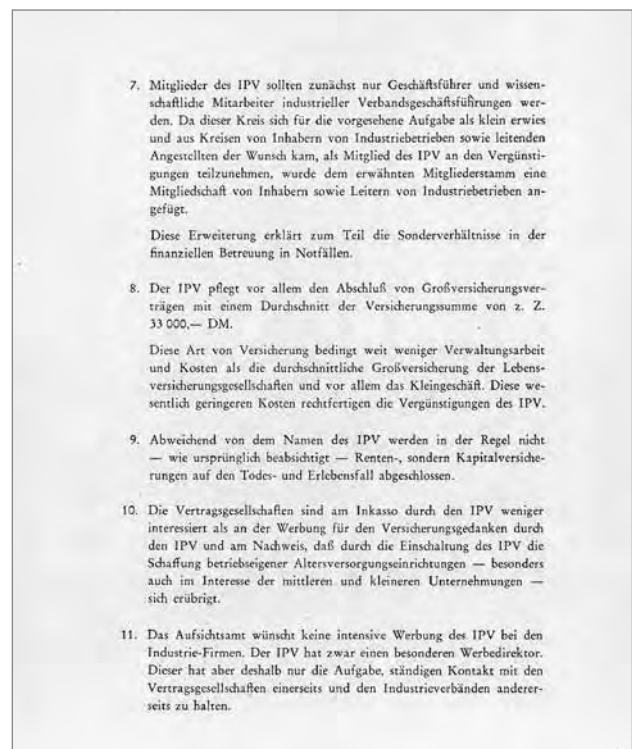 7. Mitglieder des IPV sollten zunächst nur Geschäftsführer und wissen-
schaftliche Mitarbeiter industrieller Verbandsgeschäftsführungen wer-
den. Da dieser Kreis sich für die vorgesehene Aufgabe als klein erwies
und aus Kreisen von Inhabern von Industriebetrieben sowie leitenden
Angestellten der Wunsch kam, als Mitglied des IPV an den Vergünsti-
gungen teilzunehmen, wurde dem erwähnten Mitgliederstamm eine
Mitgliedschaft von Inhabern sowie Leitern von Industriebetrieben an-
gefügt.
Diese Erweiterung erklärt zum Teil die Sonderverhältnisse in der
finanziellen Betreuung in Notfällen.
8. Der IPV pflegt vor allem den Abschluß von Großversicherungsver-
trägen mit einem Durchschnitt der Versicherungssumme von z. Z.
33 000,— DM.
Diese Art von Versicherung bedingt weit weniger Verwaltungsarbeit
und Kosten als die durchschnittliche Großversicherung der Lebens-
versicherungsgesellschaften und vor allem das Kleingeschäft. Diese we-
sentlich geringeren Kosten rechtfertigen die Vergünstigungen des IPV.
9. Abweichend von dem Namen des IPV werden in der Regel nicht
— wie ursprünglich beabsichtigt — Renten-, sondern Kapitalversiche-
rungen auf den Todes- und Erlebensfall abgeschlossen.
10. Die Vertragsgesellschaften sind am Inkasso durch den IPV weniger
interessiert als an der Werbung für den Versicherungsgedanken durch
den IPV und am Nachweis, daß durch die Einschaltung des IPV die
Schaffung betriebseigener Altersversorgungseinrichtungen — besonders
auch im Interesse der mittleren und kleineren Unternehmungen —
sich erübrigt.
11. Das Aufsichtsamt wünscht keine intensive Werbung des IPV bei den
Industrie-Firmen. Der IPV hat zwar einen besonderen Werbedirektor.
Dieser hat aber deshalb nur die Aufgabe, ständigen Kontakt mit den
Vertragsgesellschaften einerseits und den Industrieverbänden anderer-
seits zu halten.